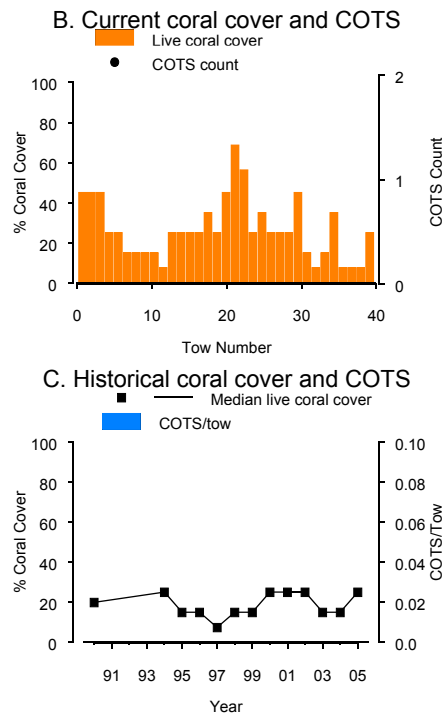 B. Current coral cover and COTS
Live coral cover
COTS count
100
80
60
40
20
0
% Coral Cover
2
1
0
COTS Count
0 10 20 30 40
Tow Number
C. Historical coral cover and COTS
Median live coral cover
COTS/tow
100
80
60
40
20
0
% Coral Cover
0.10
0.08
0.06
0.04
0.02
0.0
COTS/Tow
91 93 95 97 99 01 03 05
Year